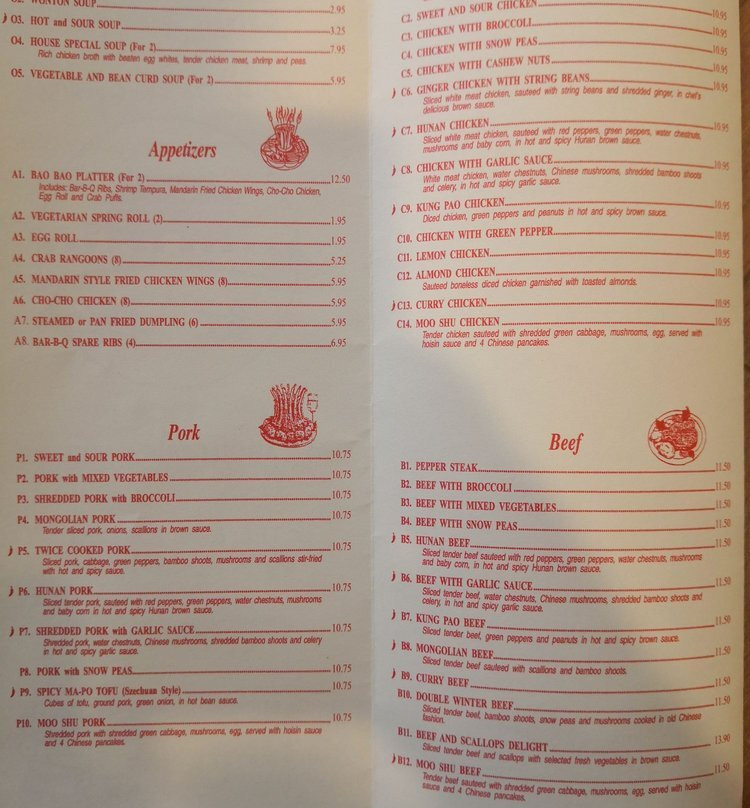 O2. WONTON SOUP 2.95
O3. HOT and SOUR SOUP 3.25
O4. HOUSE SPECIAL SOUP (For 2) 7.95
Rich chicken broth with beaten egg whites, tender chicken meat, shrimp and peas.
O5. VEGETABLE AND BEAN CURD SOUP (For 2) 5.95
Appetizers
A1. BAO BAO PLATTER (For 2) 12.50
Includes: Bar-B-Q Ribs, Shrimp Tempura, Mandarin Fried Chicken Wings, Cho-Cho Chicken,
Egg Roll and Crab Puffs.
A2. VEGETARIAN SPRING ROLL (2) 1.95
A3. EGG ROLL 1.95
A4. CRAB RANGOONS (8) 5.25
A5. MANDARIN STYLE FRIED CHICKEN WINGS (8) 5.95
A6. CHO-CHO CHICKEN (8) 5.95
A7. STEAMED or PAN FRIED DUMPLING (6) 5.95
A8. BAR-B-Q SPARE RIBS (4) 6.95
Pork
P1. SWEET and SOUR PORK 10.75
P2. PORK with MIXED VEGETABLES 10.75
P3. SHREDDED PORK with BROCCOLI 10.75
P4. MONGOLIAN PORK 10.75
Tender sliced pork, onions, scallions in brown sauce.
P5. TWICE COOKED PORK 10.75
Sliced pork, cabbage, green peppers, bamboo shoots, mushrooms and scallions stir-fried
with hot and spicy sauce.
P6. HUNAN PORK 10.75
Sliced tender pork, sauteed with red peppers, green peppers, water chestnuts, mushrooms
and baby corn in hot and spicy Hunan brown sauce.
P7. SHREDDED PORK with GARLIC SAUCE 10.75
Shredded pork, water chestnuts, Chinese mushrooms, shredded bamboo shoots and celery
in hot and spicy garlic sauce.
P8. PORK with SNOW PEAS 10.75
P9. SPICY MA-PO TOFU (Szechuan Style) 10.75
Cubes of tofu, ground pork, green onion, in hot bean sauce.
P10. MOO SHU PORK 10.75
Shredded pork with shredded green cabbage, mushrooms, egg, served with hoisin sauce
and 4 Chinese pancakes.
C2. SWEET AND SOUR CHICKEN 10.95
C3. CHICKEN WITH BROCCOLI 10.95
C4. CHICKEN WITH SNOW PEAS 10.95
C5. CHICKEN WITH CASHEW NUTS 10.95
C6. GINGER CHICKEN WITH STRING BEANS 10.95
Sliced white meat chicken, sauteed with string beans and shredded ginger, in chef's
delicious brown sauce.
C7. HUNAN CHICKEN 10.95
Sliced white meat chicken, sauteed with red peppers, green peppers, water chestnuts,
mushrooms and baby corn, in hot and spicy Hunan brown sauce.
C8. CHICKEN WITH GARLIC SAUCE 10.95
White meat chicken, water chestnuts, Chinese mushrooms, shredded bamboo shoots
and celery, in hot and spicy garlic sauce.
C9. KUNG PAO CHICKEN 10.95
Diced chicken, green peppers and peanuts in hot and spicy brown sauce.
C10. CHICKEN WITH GREEN PEPPER 10.95
C11. LEMON CHICKEN 10.95
C12. ALMOND CHICKEN 10.95
Sauteed boneless diced chicken garnished with toasted almonds.
C13. CURRY CHICKEN 10.95
C14. MOO SHU CHICKEN 10.95
Tender chicken sauteed with shredded green cabbage, mushrooms, egg, served with
hoisin sauce and 4 Chinese pancakes.
Beef
B1. PEPPER STEAK 11.50
B2. BEEF WITH BROCCOLI 11.50
B3. BEEF WITH MIXED VEGETABLES 11.50
B4. BEEF WITH SNOW PEAS 11.50
B5. HUNAN BEEF 11.50
Sliced tender beef sauteed with red peppers, green peppers, water chestnuts, mushrooms
and baby corn, in hot and spicy Hunan brown sauce.
B6. BEEF WITH GARLIC SAUCE 11.50
Sliced tender beef, water chestnuts, Chinese mushrooms, shredded bamboo shoots and
celery, in hot and spicy garlic sauce.
B7. KUNG PAO BEEF 11.50
Sliced tender beef, green peppers and peanuts in hot and spicy brown sauce.
B8. MONGOLIAN BEEF 11.50
Sliced tender beef sauteed with scallions and bamboo shoots.
B9. CURRY BEEF 11.50
B10. DOUBLE WINTER BEEF 11.50
Sliced tender beef, bamboo shoots, snow peas and mushrooms cooked in old Chinese
fashion.
B11. BEEF AND SCALLOPS DELIGHT 13.90
Sliced tender beef and scallops with selected fresh vegetables in brown sauce.
B12. MOO SHU BEEF 11.50
Tender beef sauteed with shredded green cabbage, mushrooms, egg, served with hoisin
sauce and 4 Chinese pancakes.